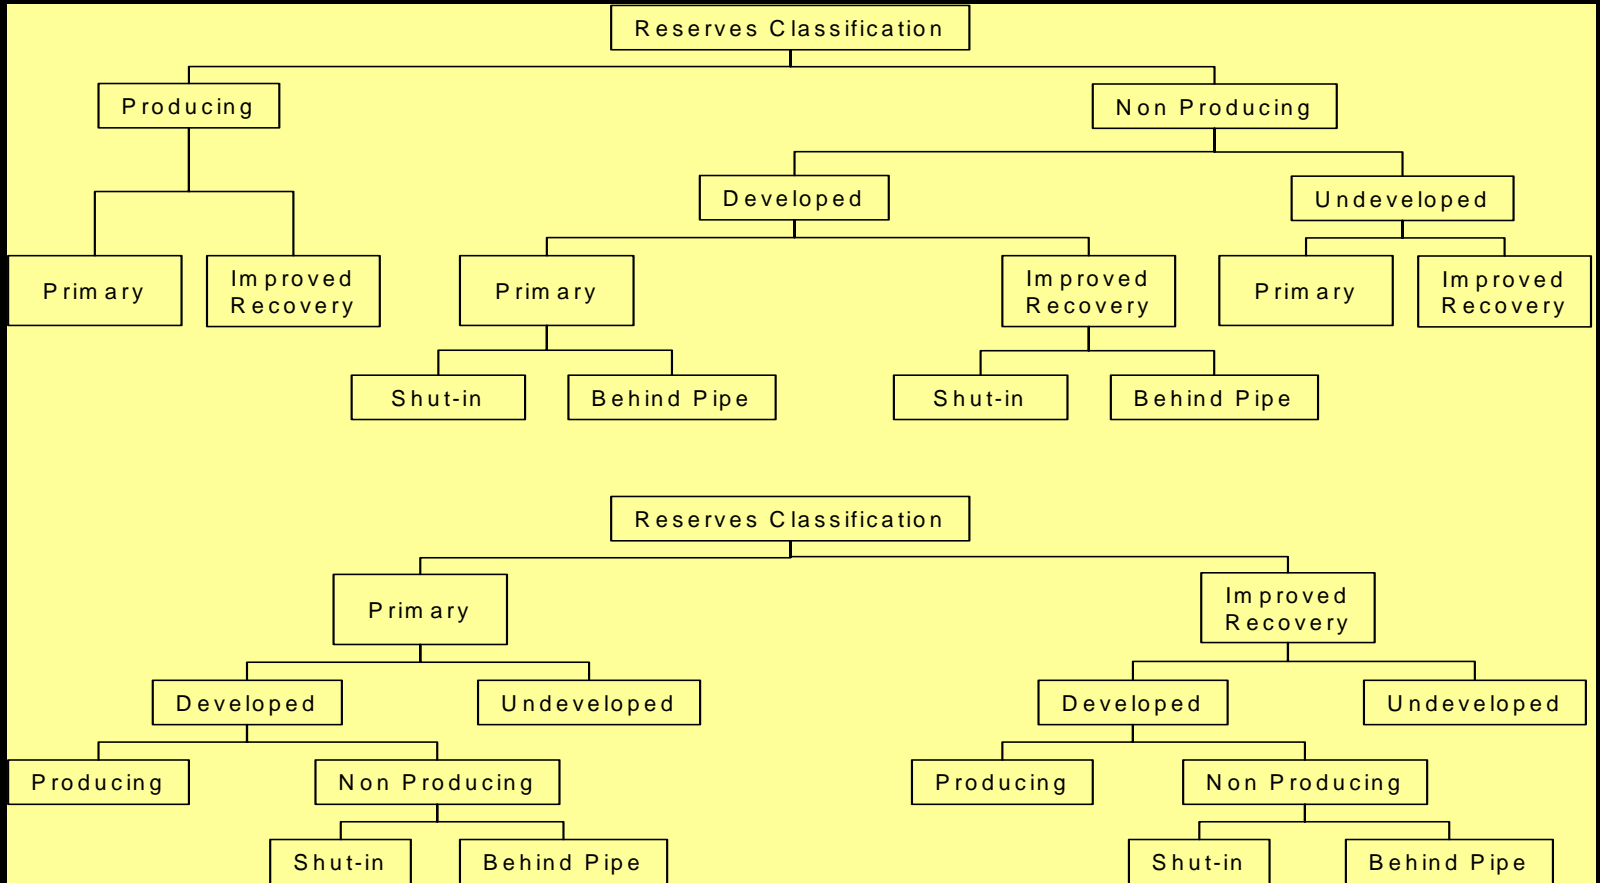 Reserves Classification
Producing
Non Producing
Developed
Undeveloped
Primary
Improved
Recovery
Primary
Improved
Recovery
Primary
Improved
Recovery
Shut-in
Behind Pipe
Shut-in
Behind Pipe
Reserves Classification
Primary
Improved
Recovery
Developed
Undeveloped
Developed
Undeveloped
Producing
Non Producing
Producing
Non Producing
Shut-in
Behind Pipe
Shut-in
Behind Pipe